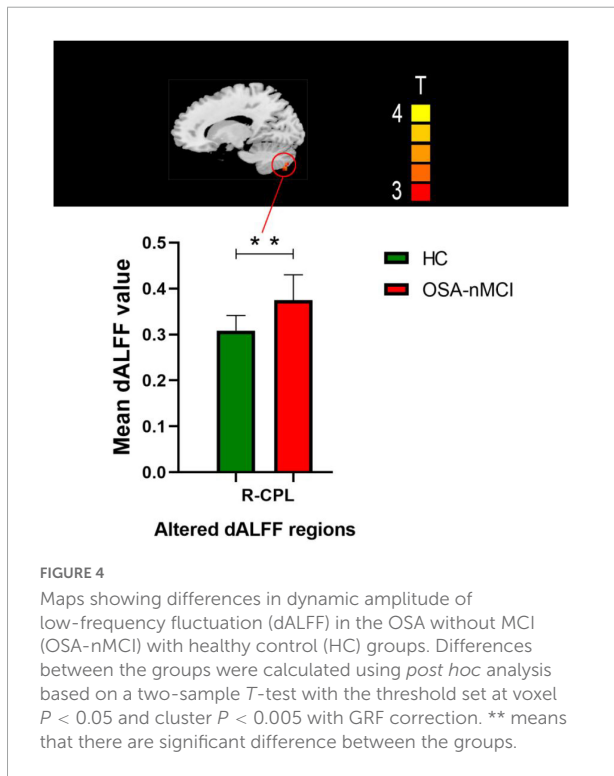 T
4
3
0.5
* *
HC
0.4
OSA-nMCI
0.3
Mean dALFF value
0.2
0.1
0.0
R-CPL
Altered dALFF regions
FIGURE 4
Maps showing differences in dynamic amplitude of
low-frequency fluctuation (dALFF) in the OSA without MCI
(OSA-nMCI) with healthy control (HC) groups. Differences
between the groups were calculated using post hoc analysis
based on a two-sample T-test with the threshold set at voxel
P < 0.05 and cluster P < 0.005 with GRF correction. ** means
that there are significant difference between the groups.